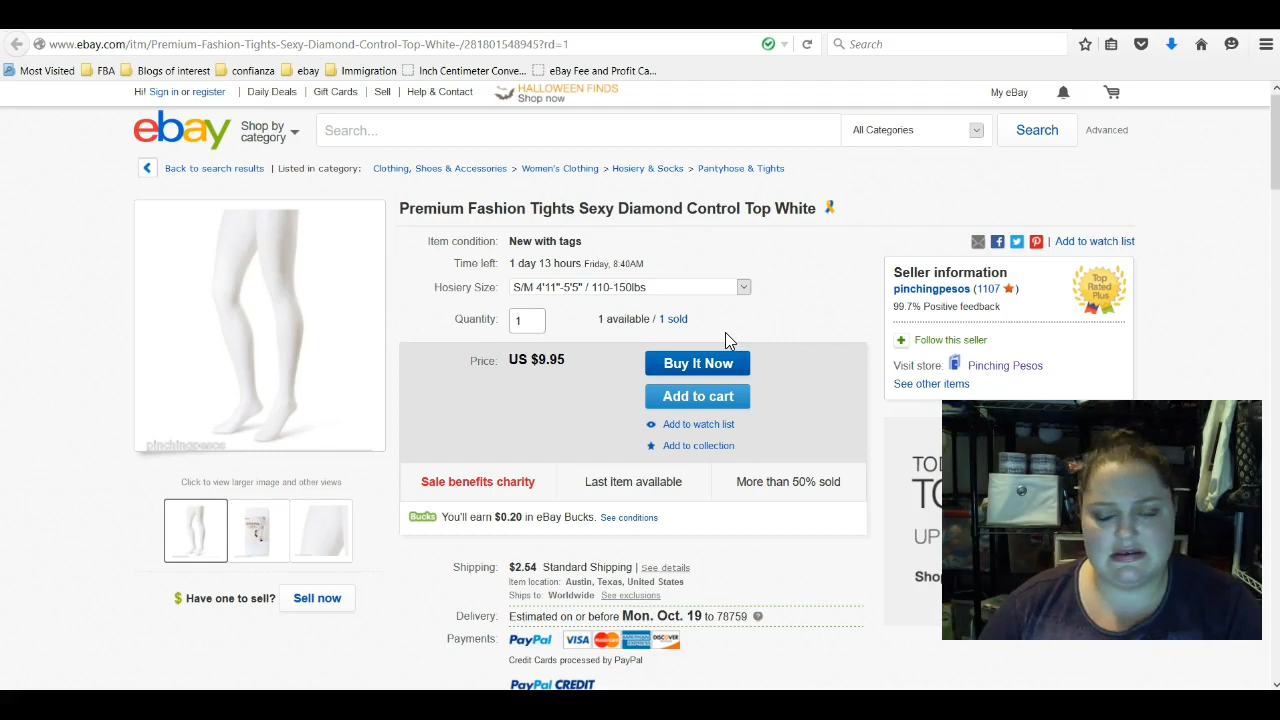 www.ebay.com/itm/Premium-Fashion-Tights-Sexy-Diamond-Control-Top-White-/281801548945?rd=1
Search
Most Visited FBA Blogs of interest confianza ebay Immigration Inch Centimeter Conve... eBay Fee and Profit Ca...
Hi! Sign in or register Daily Deals Gift Cards Sell Help & Contact HALLOWEEN FINDS
Shop now
My eBay
ebay Shop by category Search... All Categories Search Advanced
Back to search results | Listed in category: Clothing, Shoes & Accessories > Women's Clothing > Hosiery & Socks > Pantyhose & Tights
Premium Fashion Tights Sexy Diamond Control Top White
Item condition: New with tags
| Add to watch list
Time left: 1 day 13 hours Friday, 8:40AM
Hosiery Size: S/M 4'11"-5'5" / 110-150lbs
Quantity: 1 1 available / 1 sold
Price: US $9.95 Buy It Now
Add to cart
Add to watch list
Add to collection
Sale benefits charity Last item available More than 50% sold
Bucks You'll earn $0.20 in eBay Bucks. See conditions
Shipping: $2.54 Standard Shipping | See details
Item location: Austin, Texas, United States
Ships to: Worldwide See exclusions
Delivery: Estimated on or before Mon. Oct. 19 to 78759
Payments: PayPal VISA MasterCard DISCOVER
Credit Cards processed by PayPal
PayPal CREDIT
pinchingpesos
Click to view larger image and other views
$ Have one to sell? Sell now
Seller information
pinchingpesos (1107 )
99.7% Positive feedback
Top Rated Plus
+ Follow this seller
Visit store: Pinching Pesos
See other items
TOD
TO
UP
Shop